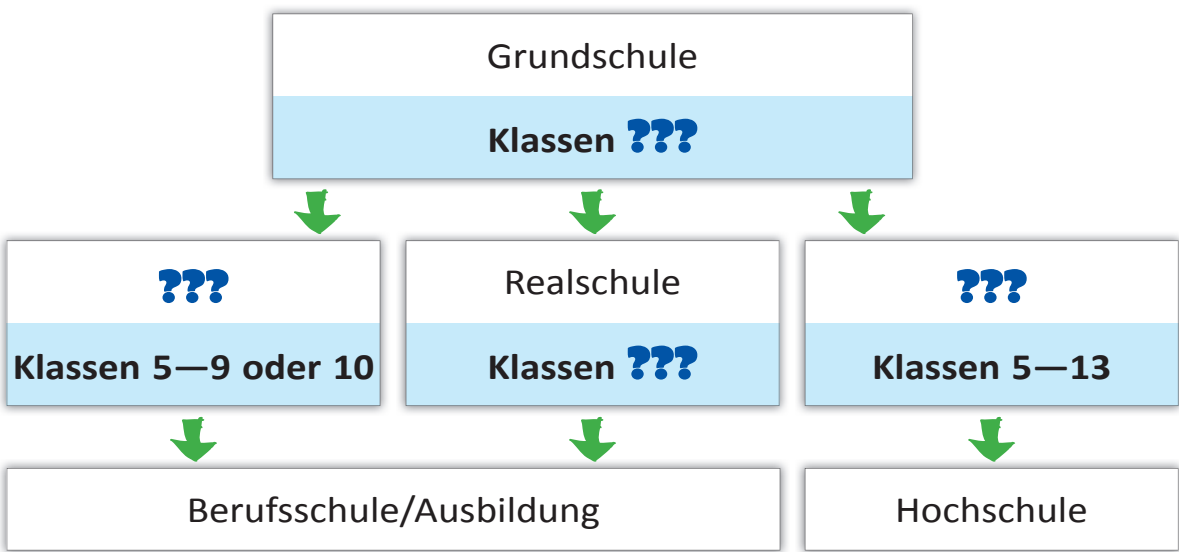 Grundschule
Klassen ???
???
Klassen 5—9 oder 10
Realschule
Klassen ???
???
Klassen 5—13
Berufsschule/Ausbildung
Hochschule